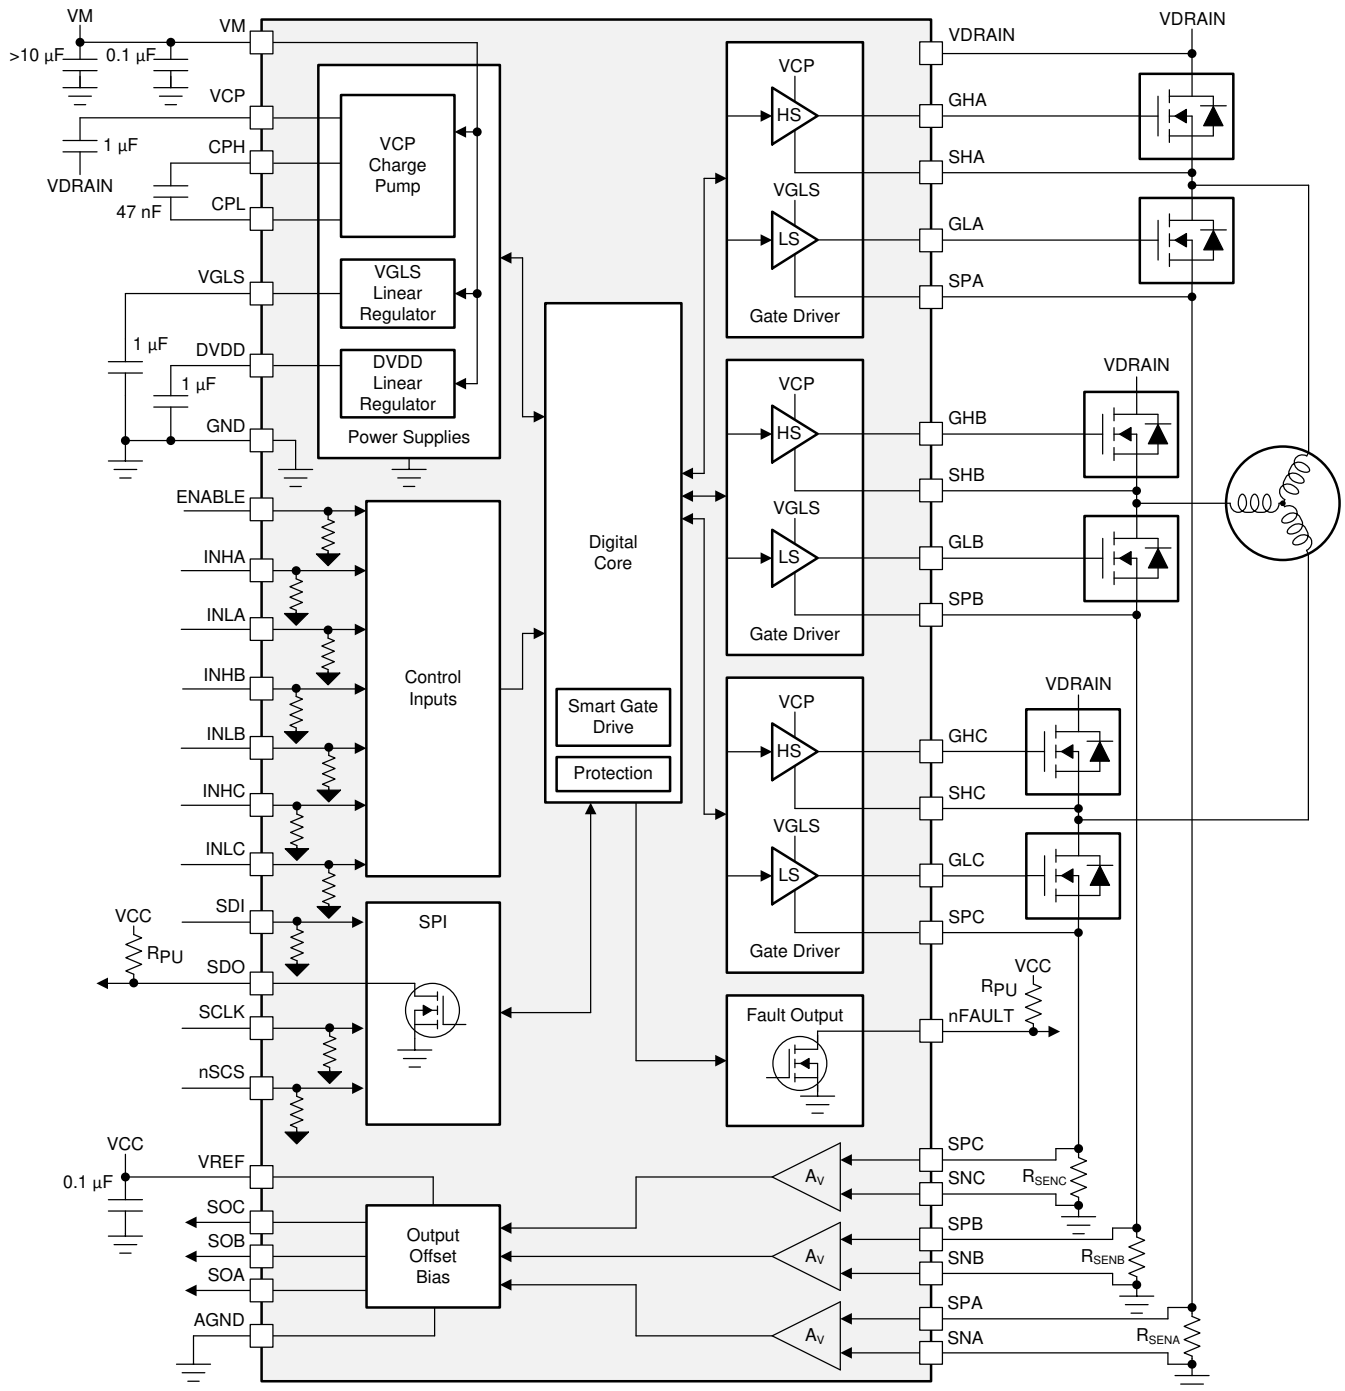 VM
VM
>10 µF
0.1 µF
VCP
1 µF
VDRAIN
CPH
47 nF
CPL
VCP
Charge
Pump
VGLS
VGLS
Linear
Regulator
1 µF
DVDD
1 µF
DVDD
Linear
Regulator
GND
Power Supplies
ENABLE
INHA
INLA
INHB
INLB
INHC
INLC
Control
Inputs
SDI
VCC
RPU
SDO
SCLK
nSCS
SPI
VCC
VREF
0.1 µF
SOC
SOB
SOA
AGND
Output
Offset
Bias
Digital
Core
Smart Gate
Drive
Protection
VCP
HS
VGLS
LS
Gate Driver
VCP
HS
VGLS
LS
Gate Driver
VCP
HS
VGLS
LS
Gate Driver
Fault Output
AV
AV
AV
VDRAIN
VDRAIN
GHA
SHA
GLA
SPA
VDRAIN
GHB
SHB
GLB
SPB
VDRAIN
GHC
SHC
GLC
SPC
VCC
RPU
nFAULT
SPC
SNC
RSENC
SPB
SNB
RSENB
SPA
SNA
RSENA